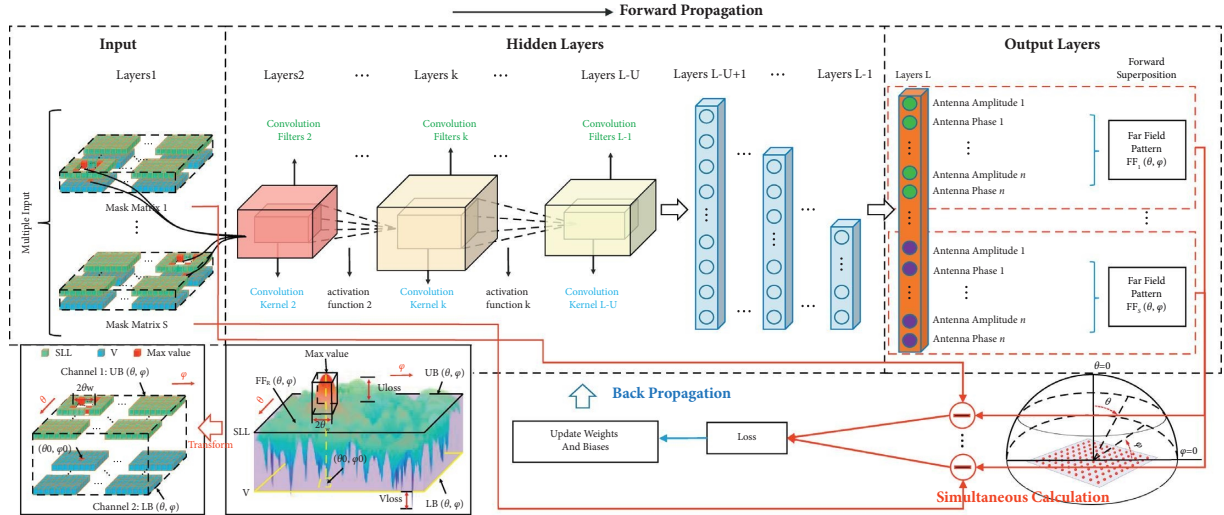 Forward Propagation
Input
Hidden Layers
Output Layers
Layers1
Layers2
...
Layers k
...
Layers L-U
Layers L-U+1
...
Layers L-1
Layers L
Forward
Superposition
Multiple Input
Mask Matrix 1
Mask Matrix S
Convolution
Filters 2
...
Convolution
Filters k
...
Convolution
Filters L-1
Convolution
Kernel 2
activation
function 2
Convolution
Kernel k
activation
function k
Convolution
Kernel L-U
Antenna Amplitude 1
Antenna Phase 1
Antenna Amplitude n
Antenna Phase n
Far Field
Pattern
FF₁ (θ, φ)
Antenna Amplitude 1
Antenna Phase 1
Antenna Amplitude n
Antenna Phase n
Far Field
Pattern
FFₛ (θ, φ)
SLL
V
Max value
Channel 1: UB (θ, φ)
2θw
φ
θ
(θ0, φ0)
Channel 2: LB (θ, φ)
Transform
Max value
FF_R (θ, φ)
Uloss
UB (θ, φ)
φ
θ
2θ
SLL
(θ0, φ0)
V
Vloss
LB (θ, φ)
Back Propagation
Update Weights
And Biases
Loss
θ=0
θ
φ
φ=0
Simultaneous Calculation